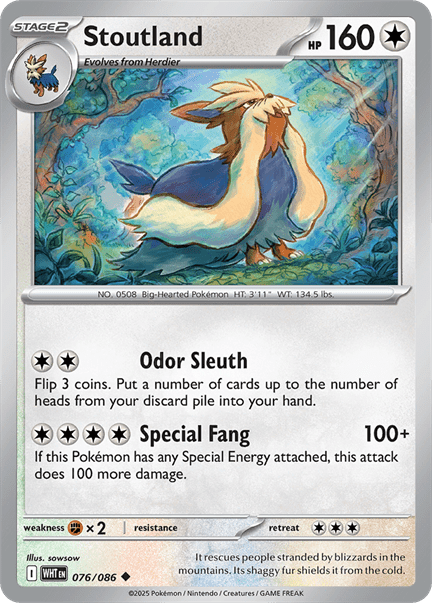 STAGE2
Stoutland
HP 160
Evolves from Herdier
NO. 0508 Big-Hearted Pokémon HT: 3'11" WT: 134.5 lbs.
Odor Sleuth
Flip 3 coins. Put a number of cards up to the number of
heads from your discard pile into your hand.
Special Fang 100+
If this Pokémon has any Special Energy attached, this attack
does 100 more damage.
weakness ×2 resistance retreat
Illus. sowsow
I WHT EN 076/086
It rescues people stranded by blizzards in the
mountains. Its shaggy fur shields it from the cold.
©2025 Pokémon / Nintendo / Creatures / GAME FREAK